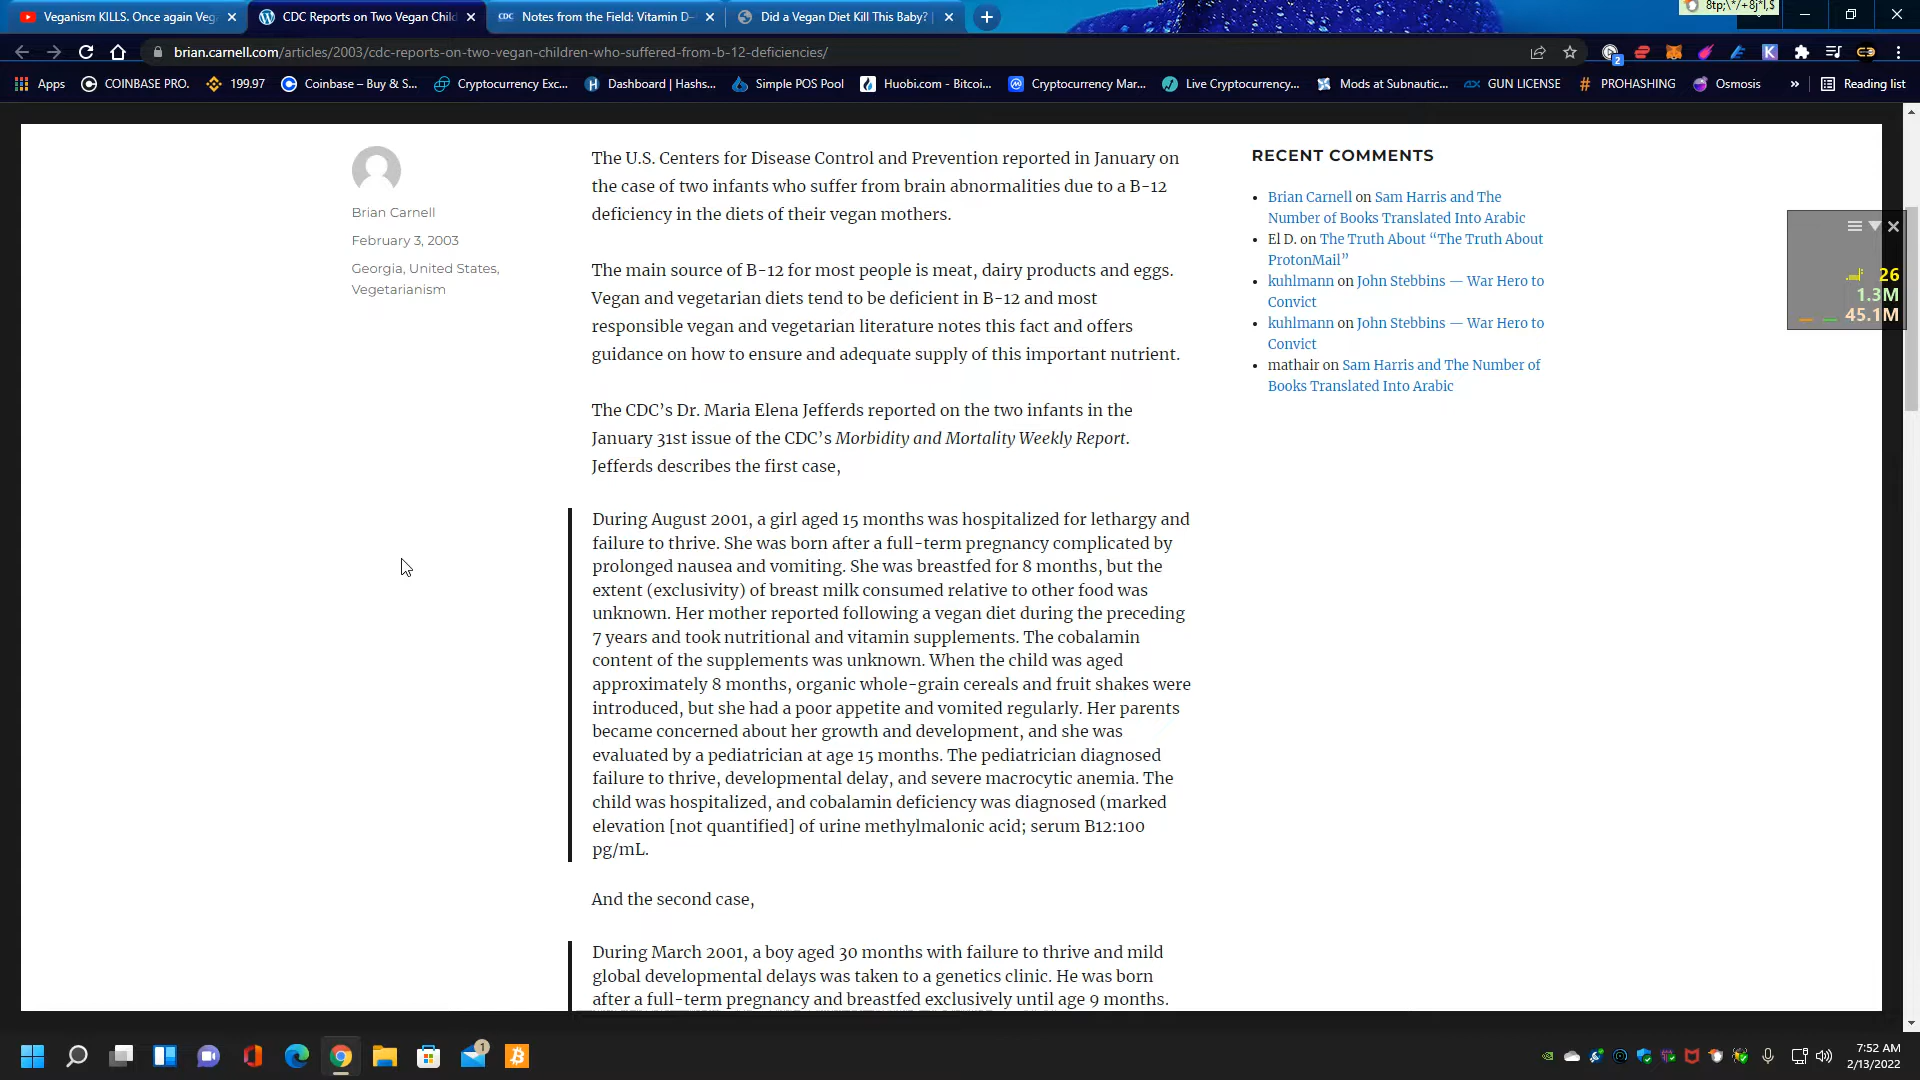 Veganism KILLS. Once again Veg
CDC Reports on Two Vegan Child
Notes from the Field: Vitamin D
Did a Vegan Diet Kill This Baby? |
8tp;\*/+8j*l,$
brian.carnell.com/articles/2003/cdc-reports-on-two-vegan-children-who-suffered-from-b-12-deficiencies/
2
Apps
COINBASE PRO.
199.97
Coinbase – Buy & S...
Cryptocurrency Exc...
Dashboard | Hashs...
Simple POS Pool
Huobi.com - Bitcoi...
Cryptocurrency Mar...
Live Cryptocurrency...
Mods at Subnautic...
GUN LICENSE
PROHASHING
Osmosis
»
Reading list
Brian Carnell
February 3, 2003
Georgia, United States,
Vegetarianism
The U.S. Centers for Disease Control and Prevention reported in January on
the case of two infants who suffer from brain abnormalities due to a B-12
deficiency in the diets of their vegan mothers.
The main source of B-12 for most people is meat, dairy products and eggs.
Vegan and vegetarian diets tend to be deficient in B-12 and most
responsible vegan and vegetarian literature notes this fact and offers
guidance on how to ensure and adequate supply of this important nutrient.
The CDC’s Dr. Maria Elena Jefferds reported on the two infants in the
January 31st issue of the CDC’s Morbidity and Mortality Weekly Report.
Jefferds describes the first case,
During August 2001, a girl aged 15 months was hospitalized for lethargy and
failure to thrive. She was born after a full-term pregnancy complicated by
prolonged nausea and vomiting. She was breastfed for 8 months, but the
extent (exclusivity) of breast milk consumed relative to other food was
unknown. Her mother reported following a vegan diet during the preceding
7 years and took nutritional and vitamin supplements. The cobalamin
content of the supplements was unknown. When the child was aged
approximately 8 months, organic whole-grain cereals and fruit shakes were
introduced, but she had a poor appetite and vomited regularly. Her parents
became concerned about her growth and development, and she was
evaluated by a pediatrician at age 15 months. The pediatrician diagnosed
failure to thrive, developmental delay, and severe macrocytic anemia. The
child was hospitalized, and cobalamin deficiency was diagnosed (marked
elevation [not quantified] of urine methylmalonic acid; serum B12:100
pg/mL.
And the second case,
During March 2001, a boy aged 30 months with failure to thrive and mild
global developmental delays was taken to a genetics clinic. He was born
after a full-term pregnancy and breastfed exclusively until age 9 months.
RECENT COMMENTS
Brian Carnell on Sam Harris and The
Number of Books Translated Into Arabic
El D. on The Truth About “The Truth About
ProtonMail”
kuhlmann on John Stebbins — War Hero to
Convict
kuhlmann on John Stebbins — War Hero to
Convict
mathair on Sam Harris and The Number of
Books Translated Into Arabic
26
1.3M
45.1M
1
7:52 AM
2/13/2022